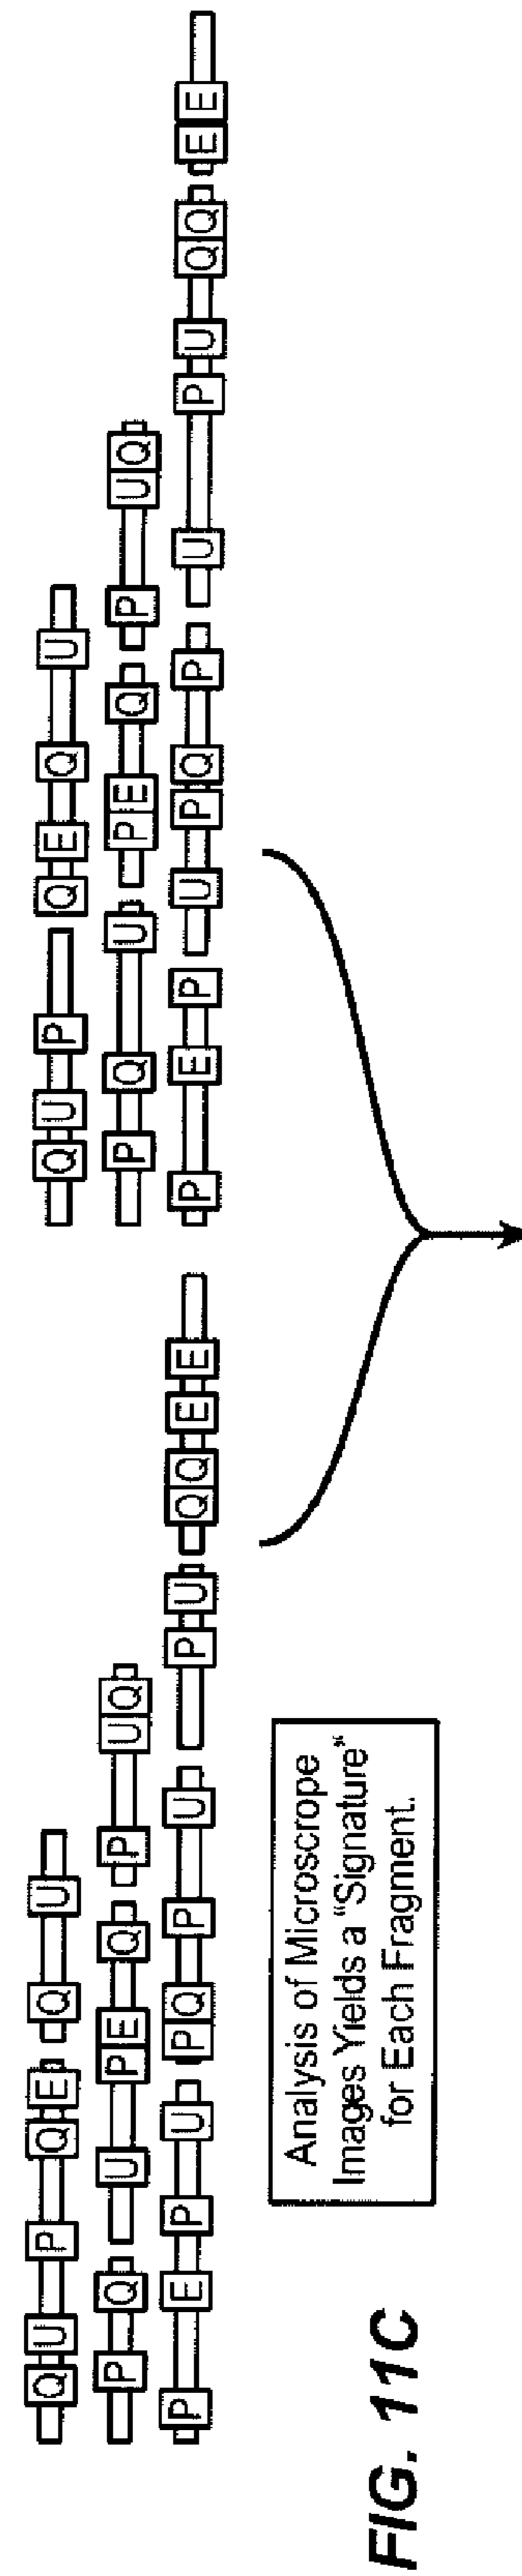 Q U P Q E Q U
P Q U P E Q P U Q
P E P U P Q P U P U Q Q E E
Q U P Q E Q U
P Q U P E Q P U Q
P E P U P Q P U P U Q Q E E
Analysis of Microscrope
Images Yields a “Signature”
for Each Fragment.
FIG. 11C